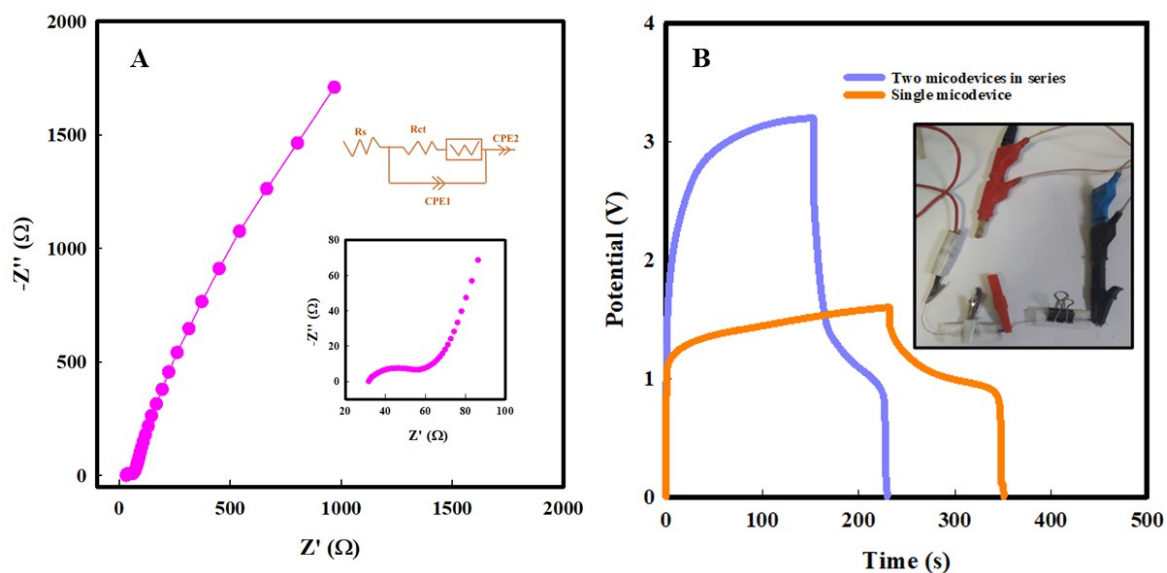 A
2000
1500
1000
500
0
0
500
1000
1500
2000
-Z'' (Ω)
Z' (Ω)
Rs
Rct
CPE2
CPE1
80
60
40
20
0
20
40
60
80
100
-Z'' (Ω)
Z' (Ω)
B
4
3
2
1
0
0
100
200
300
400
500
Potential (V)
Time (s)
Two micodevices in series
Single micodevice